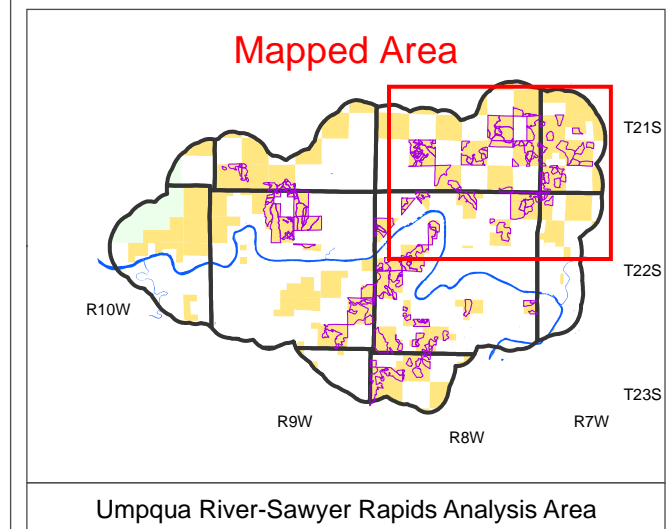 Mapped Area
T21S
T22S
R10W
T23S
R9W
R7W
R8W
Umpqua River-Sawyer Rapids Analysis Area